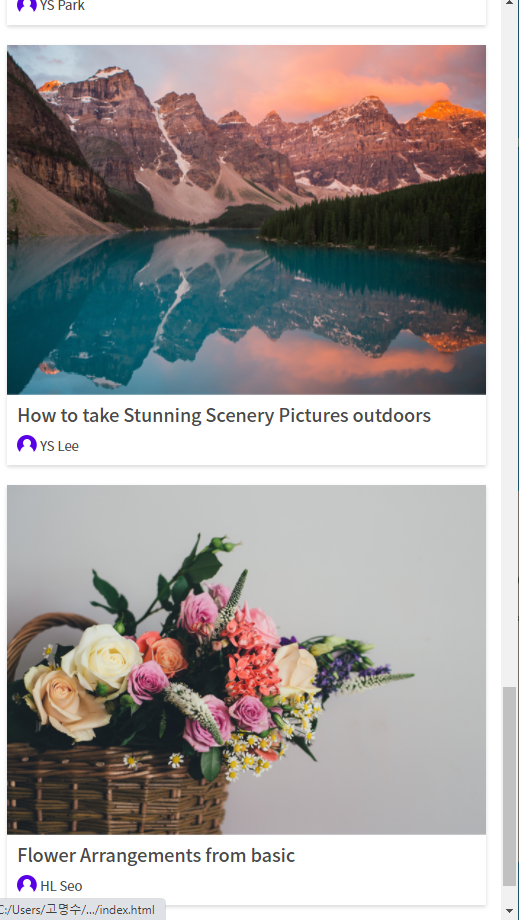 YS Park
How to take Stunning Scenery Pictures outdoors
YS Lee
Flower Arrangements from basic
HL Seo
C:/Users/고명수/.../index.html